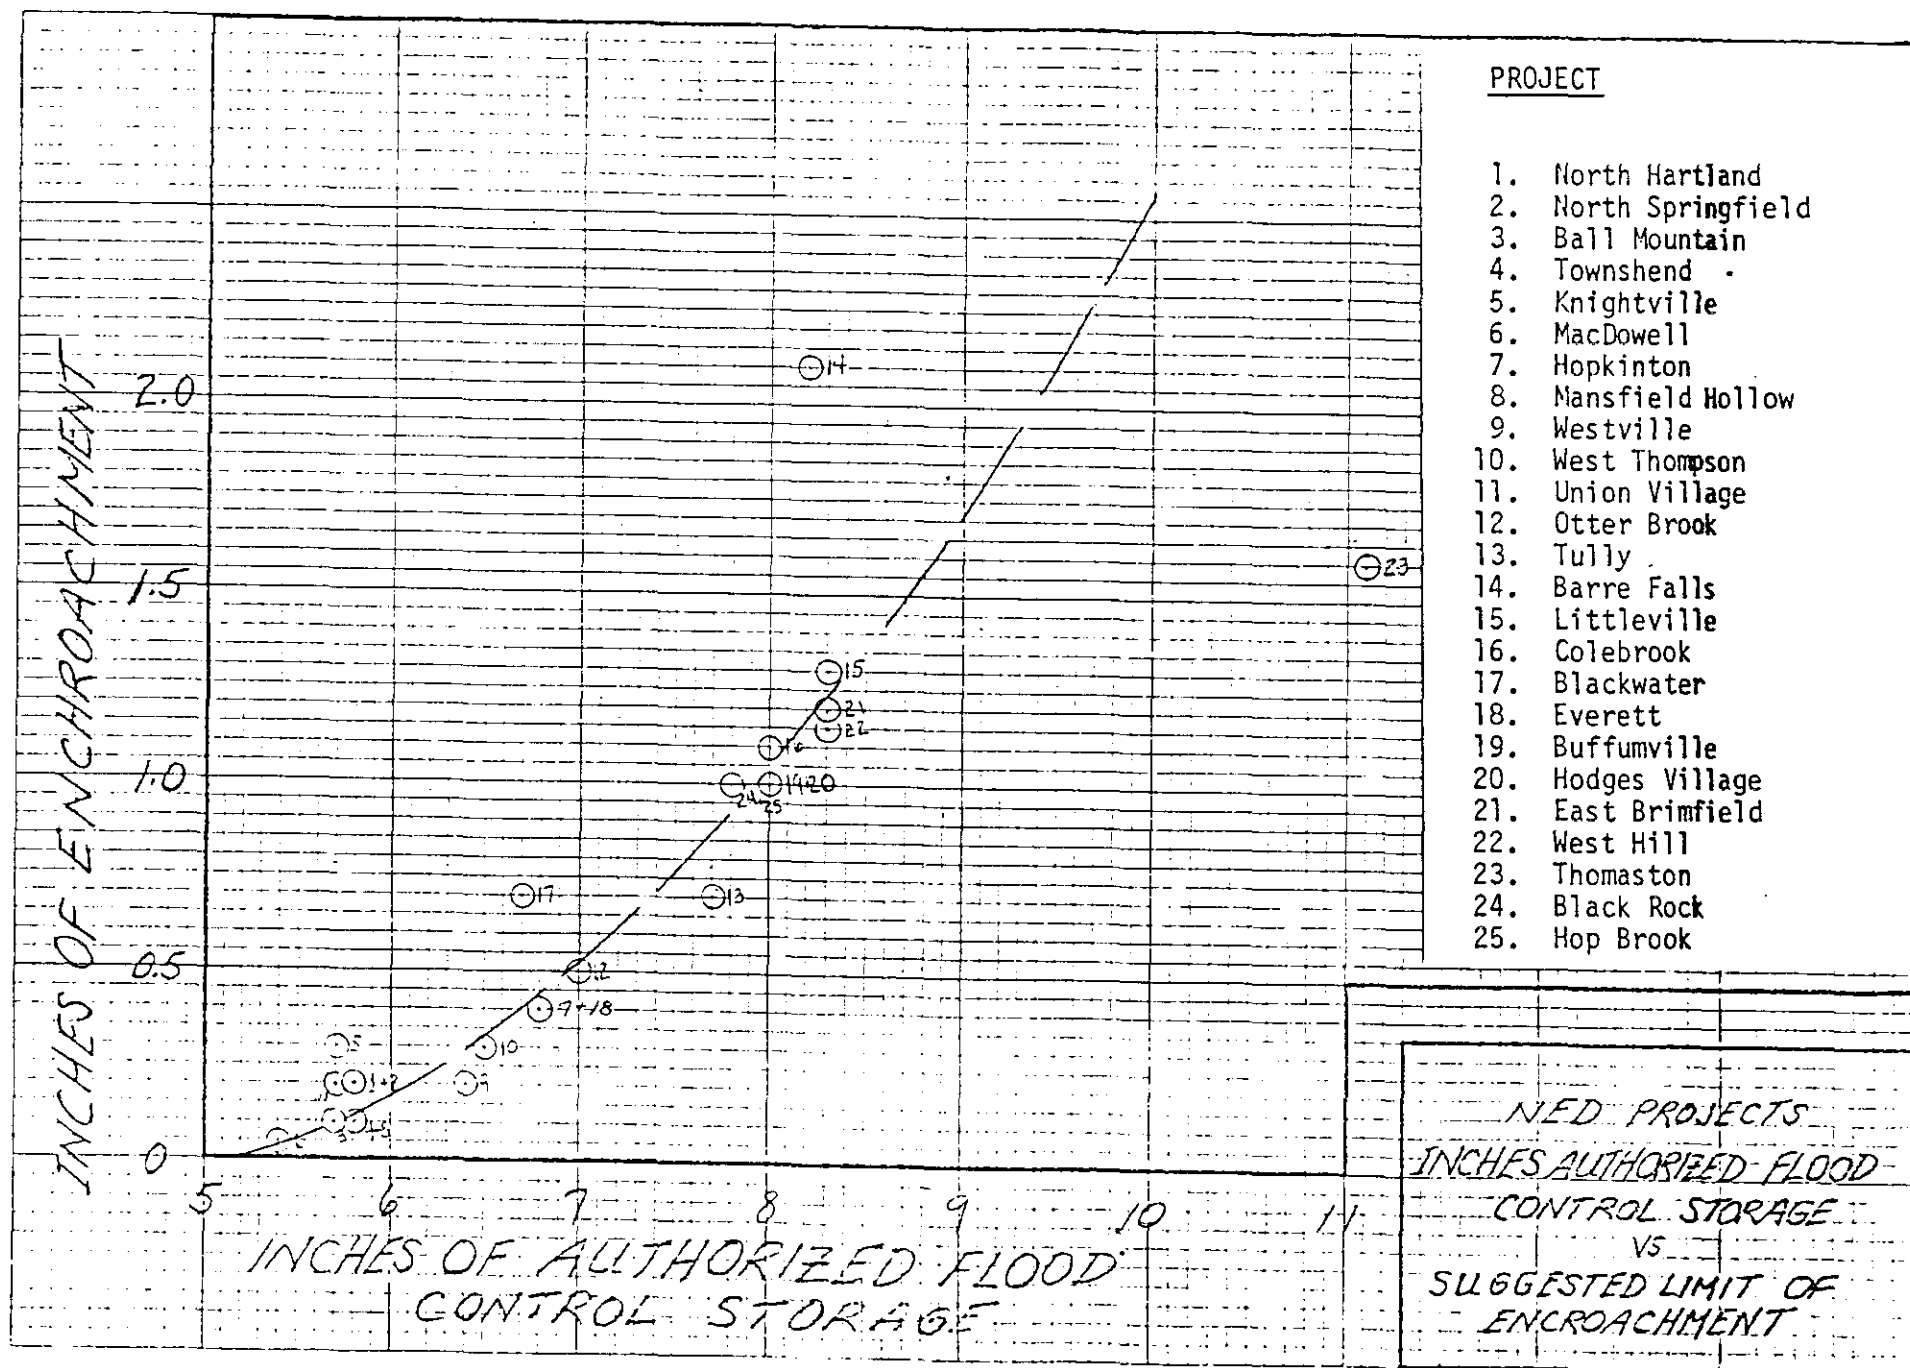 PROJECT
1. North Hartland
2. North Springfield
3. Ball Mountain
4. Townshend
5. Knightville
6. MacDowell
7. Hopkinton
8. Mansfield Hollow
9. Westville
10. West Thompson
11. Union Village
12. Otter Brook
13. Tully
14. Barre Falls
15. Littleville
16. Colebrook
17. Blackwater
18. Everett
19. Buffumville
20. Hodges Village
21. East Brimfield
22. West Hill
23. Thomaston
24. Black Rock
25. Hop Brook
INCHES OF ENCHROACHMENT
2.0
1.5
1.0
0.5
0
14
23
15
21
22
16
19-20
24
25
17
13
7+18
10
9
5
5 6 7 8 9 10 11
INCHES OF AUTHORIZED FLOOD
CONTROL STORAGE
NED PROJECTS
INCHES AUTHORIZED FLOOD
CONTROL STORAGE
VS
SUGGESTED LIMIT OF
ENCROACHMENT